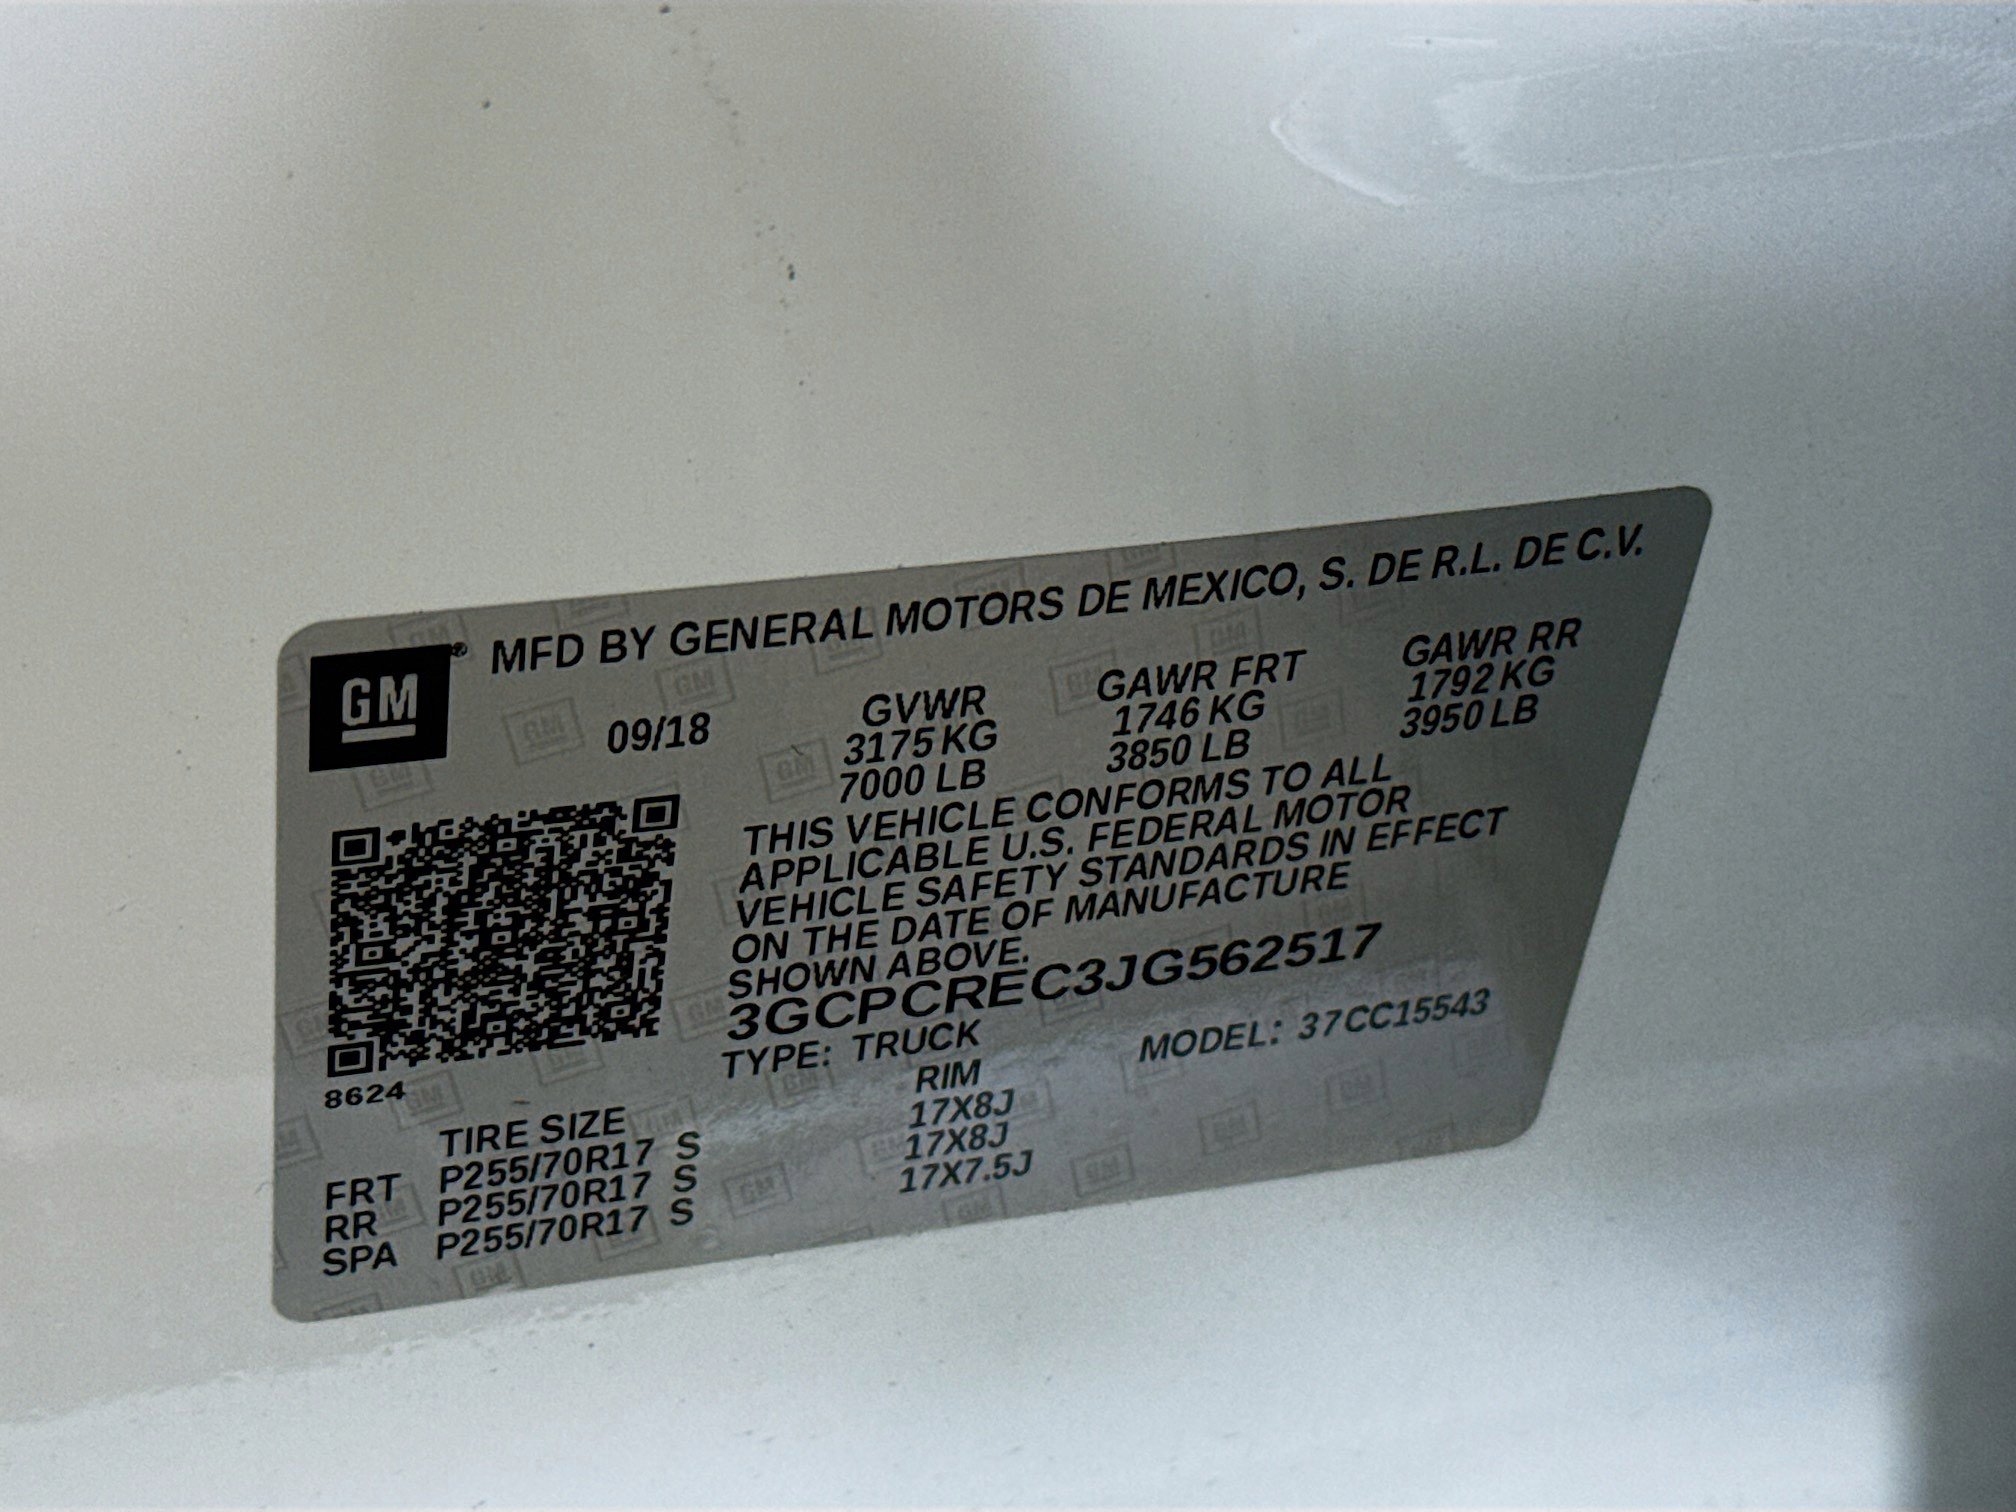 GM® MFD BY GENERAL MOTORS DE MEXICO, S. DE R.L. DE C.V.
09/18 GVWR GAWR FRT GAWR RR
3175 KG 1746 KG 1792 KG
7000 LB 3850 LB 3950 LB
THIS VEHICLE CONFORMS TO ALL
APPLICABLE U.S. FEDERAL MOTOR
VEHICLE SAFETY STANDARDS IN EFFECT
ON THE DATE OF MANUFACTURE
SHOWN ABOVE.
3GCPCREC3JG562517
TYPE: TRUCK MODEL: 37CC15543
8624
TIRE SIZE RIM
FRT P255/70R17 S 17X8J
RR P255/70R17 S 17X8J
SPA P255/70R17 S 17X7.5J